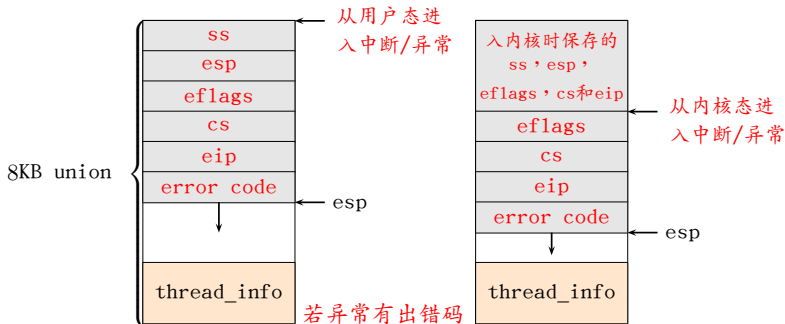 从用户态进
入中断/异常
ss
esp
eflags
cs
eip
error code
esp
8KB union
thread_info
若异常有出错码
入内核时保存的
ss，esp，
eflags，cs和eip
从内核态进
入中断/异常
eflags
cs
eip
error code
esp
thread_info